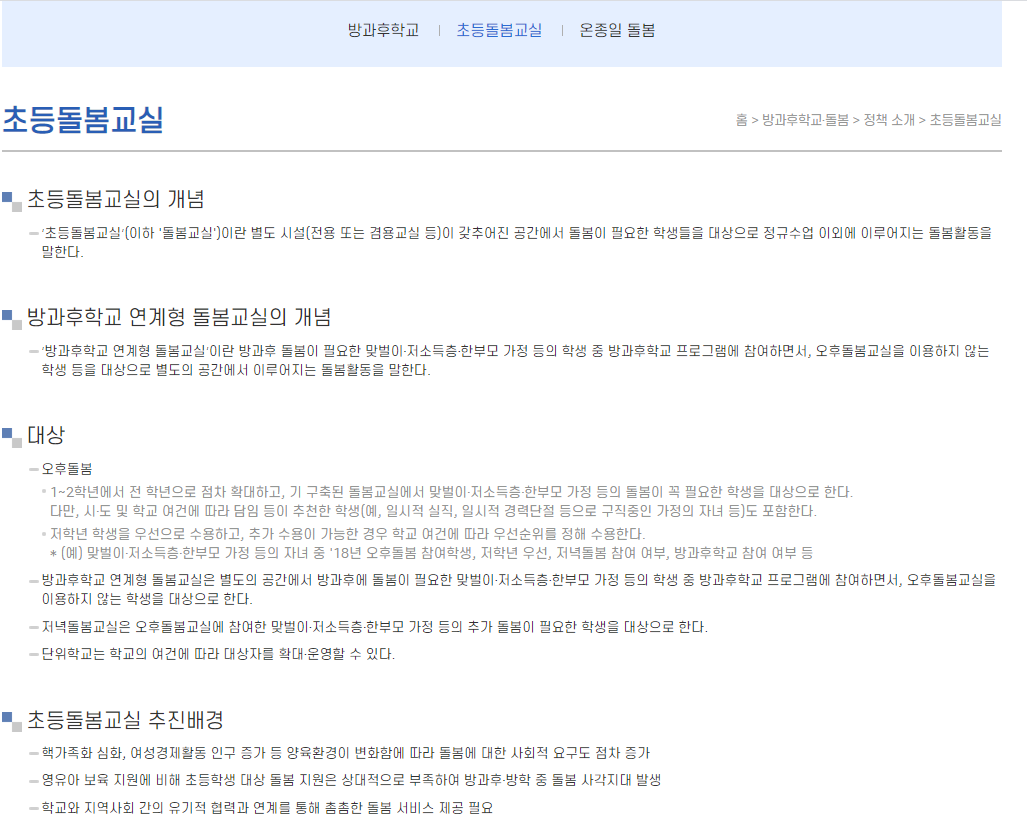 방과후학교 | 초등돌봄교실 | 온종일 돌봄
초등돌봄교실
홈 > 방과후학교·돌봄 > 정책 소개 > 초등돌봄교실
초등돌봄교실의 개념
'초등돌봄교실'(이하 '돌봄교실')이란 별도 시설(전용 또는 겸용교실 등)이 갖추어진 공간에서 돌봄이 필요한 학생들을 대상으로 정규수업 이외에 이루어지는 돌봄활동을
말한다.
방과후학교 연계형 돌봄교실의 개념
'방과후학교 연계형 돌봄교실'이란 방과후 돌봄이 필요한 맞벌이·저소득층·한부모 가정 등의 학생 중 방과후학교 프로그램에 참여하면서, 오후돌봄교실을 이용하지 않는
학생 등을 대상으로 별도의 공간에서 이루어지는 돌봄활동을 말한다.
대상
오후돌봄
1~2학년에서 전 학년으로 점차 확대하고, 기 구축된 돌봄교실에서 맞벌이·저소득층·한부모 가정 등의 돌봄이 꼭 필요한 학생을 대상으로 한다.
다만, 시·도 및 학교 여건에 따라 담임 등이 추천한 학생(예, 일시적 실직, 일시적 경력단절 등으로 구직중인 가정의 자녀 등)도 포함한다.
저학년 학생을 우선으로 수용하고, 추가 수용이 가능한 경우 학교 여건에 따라 우선순위를 정해 수용한다.
* (예) 맞벌이·저소득층·한부모 가정 등의 자녀 중 '18년 오후돌봄 참여학생, 저학년 우선, 저녁돌봄 참여 여부, 방과후학교 참여 여부 등
방과후학교 연계형 돌봄교실은 별도의 공간에서 방과후에 돌봄이 필요한 맞벌이·저소득층·한부모 가정 등의 학생 중 방과후학교 프로그램에 참여하면서, 오후돌봄교실을
이용하지 않는 학생을 대상으로 한다.
저녁돌봄교실은 오후돌봄교실에 참여한 맞벌이·저소득층·한부모 가정 등의 추가 돌봄이 필요한 학생을 대상으로 한다.
단위학교는 학교의 여건에 따라 대상자를 확대·운영할 수 있다.
초등돌봄교실 추진배경
핵가족화 심화, 여성경제활동 인구 증가 등 양육환경이 변화함에 따라 돌봄에 대한 사회적 요구도 점차 증가
영유아 보육 지원에 비해 초등학생 대상 돌봄 지원은 상대적으로 부족하여 방과후·방학 중 돌봄 사각지대 발생
학교와 지역사회 간의 유기적 협력과 연계를 통해 촘촘한 돌봄 서비스 제공 필요